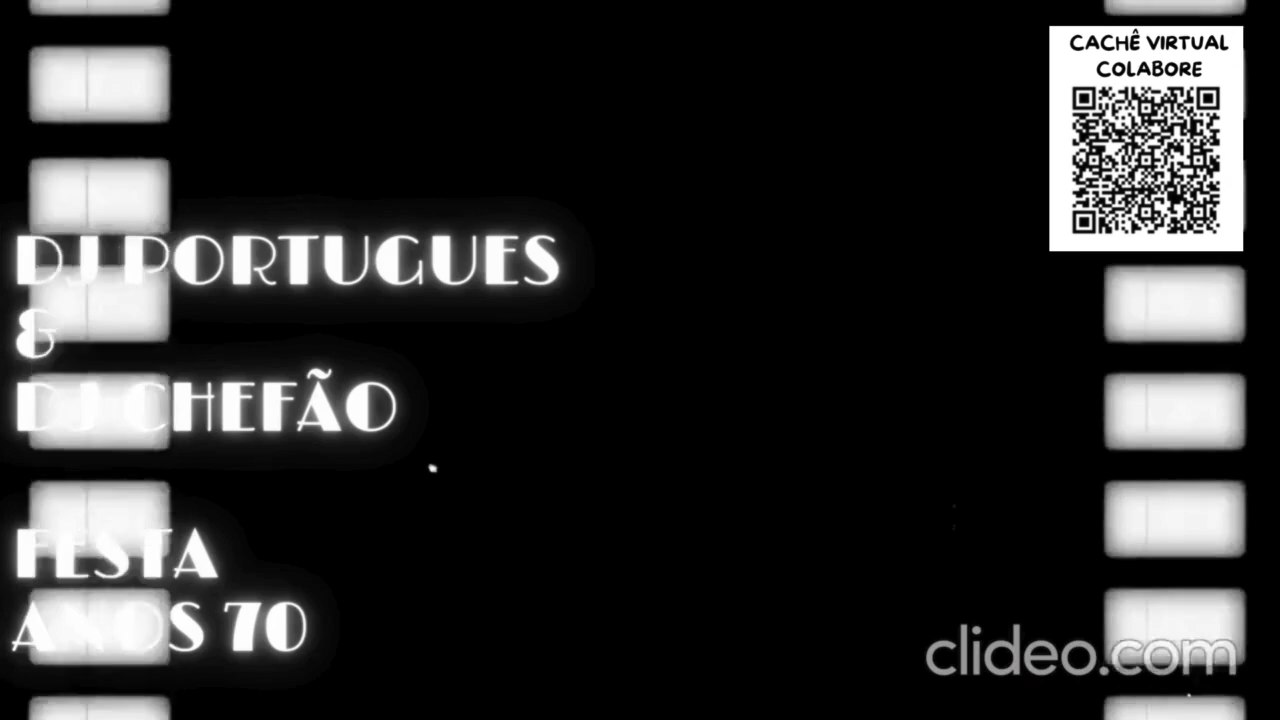 CACHÊ VIRTUAL
COLABORE
DJ PORTUGUES
&
DJ CHEFÃO
FESTA
ANOS 70
clideo.com